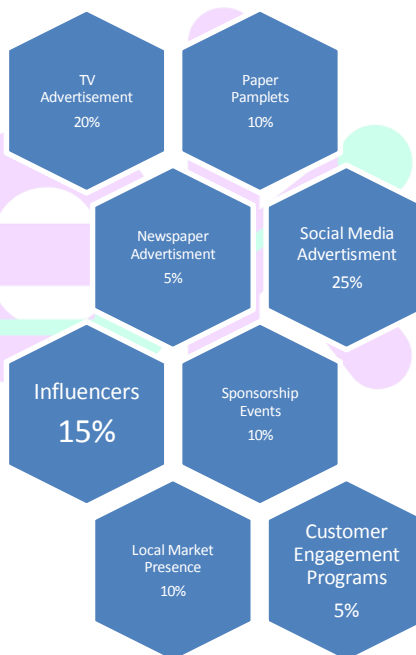 TV
Advertisement
20%
Paper
Pamplets
10%
Newspaper
Advertisment
5%
Social Media
Advertisment
25%
Influencers
15%
Sponsorship
Events
10%
Local Market
Presence
10%
Customer
Engagement
Programs
5%